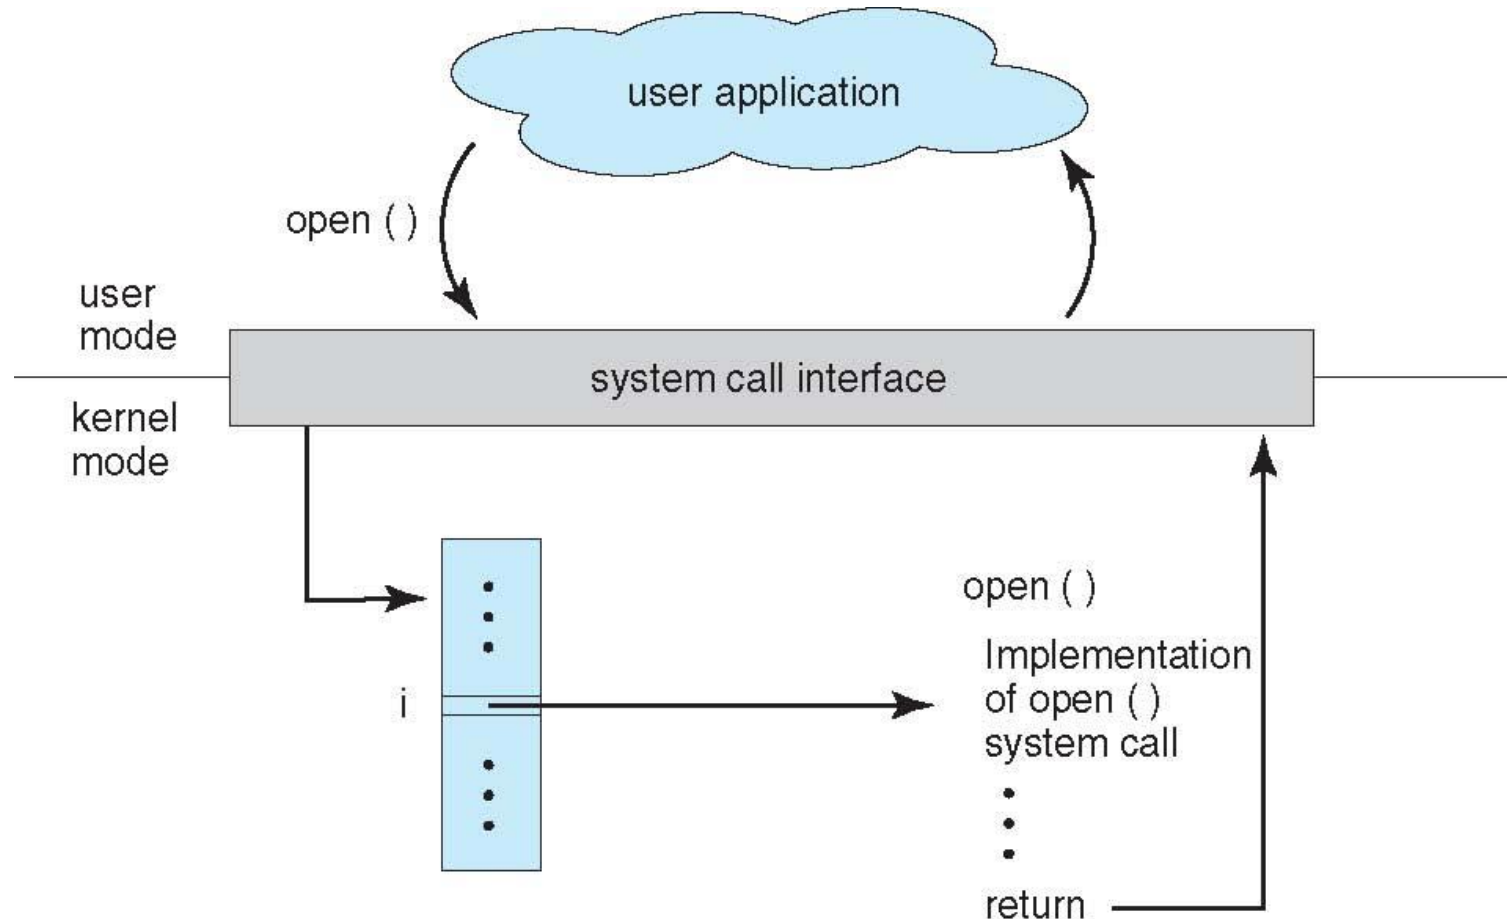 user application
open ( )
user
mode
system call interface
kernel
mode
open ( )
Implementation
of open ( )
system call
i
return